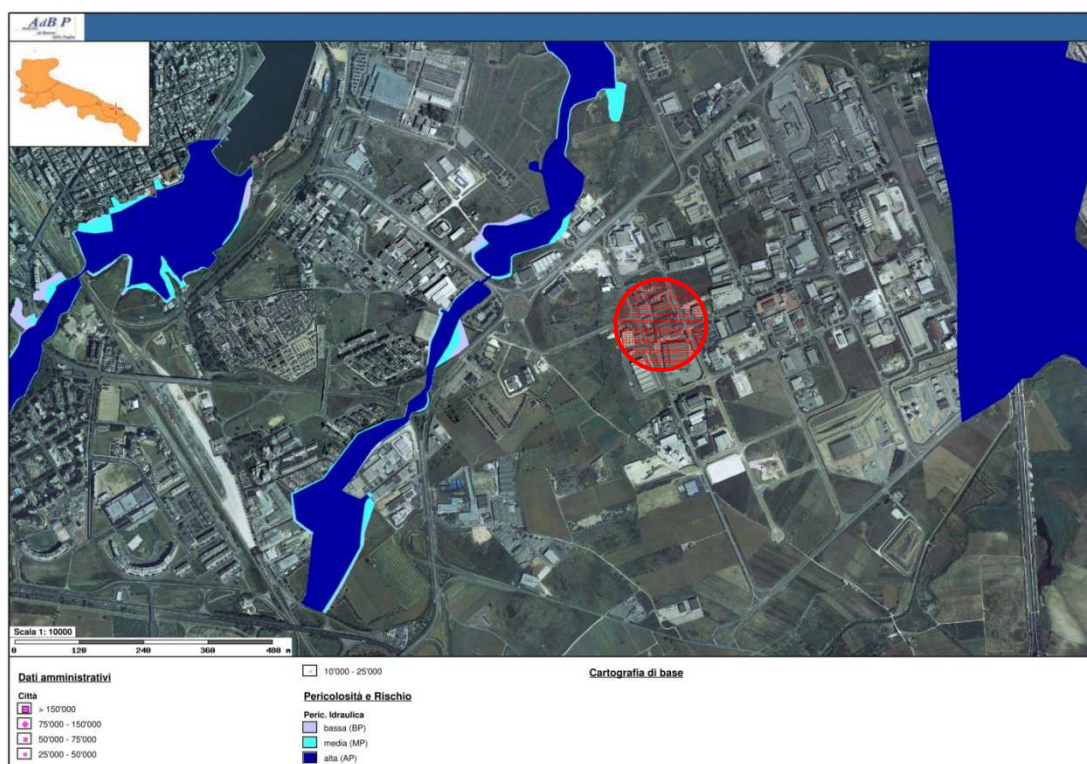 AdB P
Scala 1: 10000
0 120 240 360 480 m
Dati amministrativi
Città
> 150'000
75'000 - 150'000
50'000 - 75'000
25'000 - 50'000
10'000 - 25'000
Pericolosità e Rischio
Peric. Idraulica
bassa (BP)
media (MP)
alta (AP)
Cartografia di base